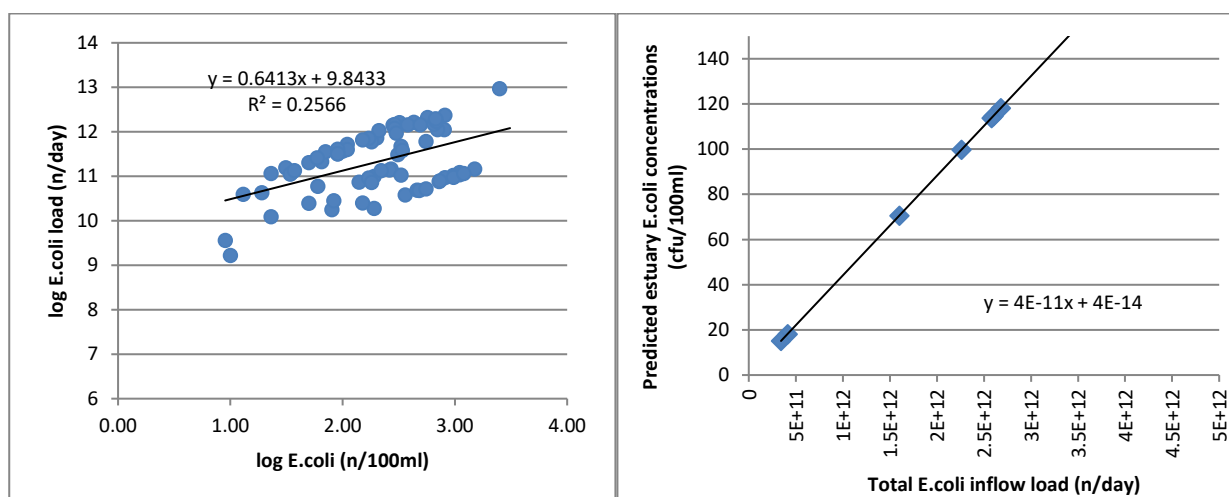 14
13
12
11
10
9
8
7
6
y = 0.6413x + 9.8433
R² = 0.2566
log E.coli load (n/day)
0.00
1.00
2.00
3.00
4.00
log E.coli (n/100ml)
Predicted estuary E.coli concentrations
(cfu/100ml)
140
120
100
80
60
40
20
0
y = 4E-11x + 4E-14
0
5E+11
1E+12
1.5E+12
2E+12
2.5E+12
3E+12
3.5E+12
4E+12
4.5E+12
5E+12
Total E.coli inflow load (n/day)